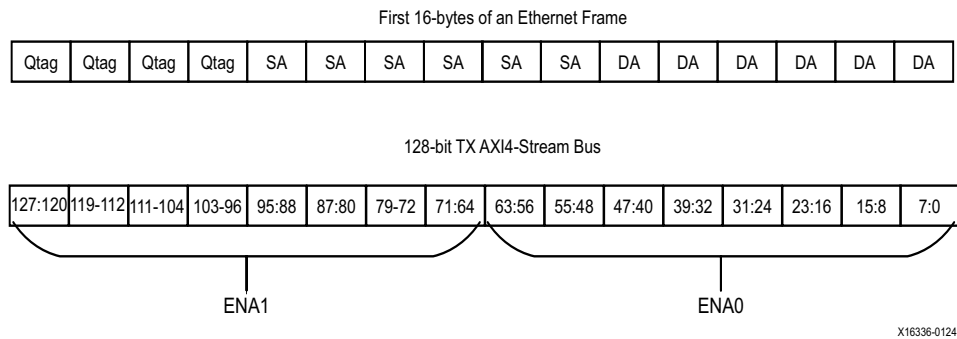 First 16-bytes of an Ethernet Frame
Qtag Qtag Qtag Qtag SA SA SA SA SA SA DA DA DA DA DA DA
128-bit TX AXI4-Stream Bus
127:120 119-112 111-104 103-96 95:88 87:80 79-72 71:64 63:56 55:48 47:40 39:32 31:24 23:16 15:8 7:0
ENA1 ENA0
X16336-0124